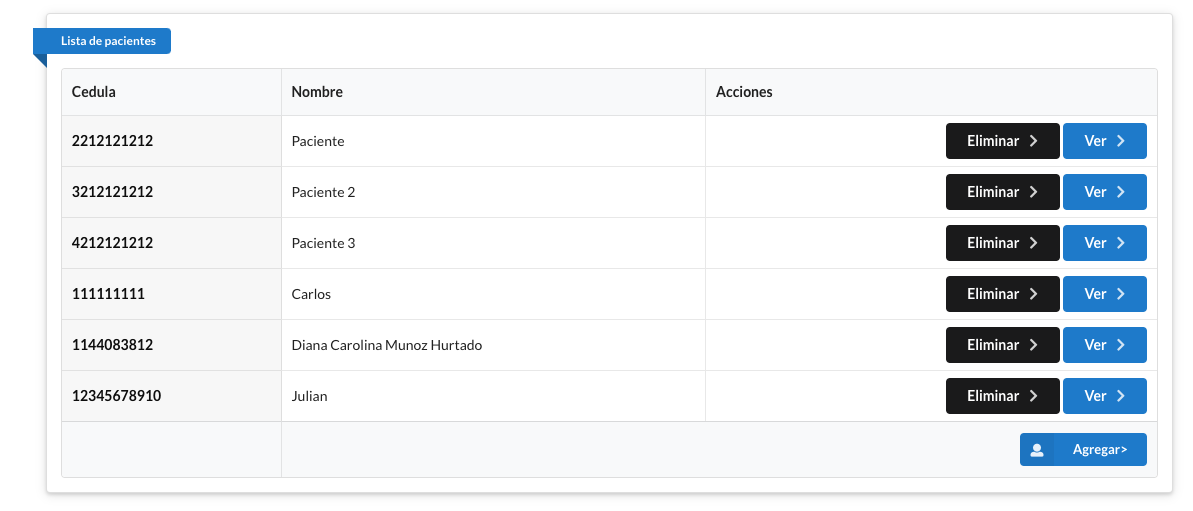 Lista de pacientes
Cedula Nombre Acciones
2212121212 Paciente Eliminar Ver
3212121212 Paciente 2 Eliminar Ver
4212121212 Paciente 3 Eliminar Ver
111111111 Carlos Eliminar Ver
1144083812 Diana Carolina Munoz Hurtado Eliminar Ver
12345678910 Julian Eliminar Ver
Agregar>